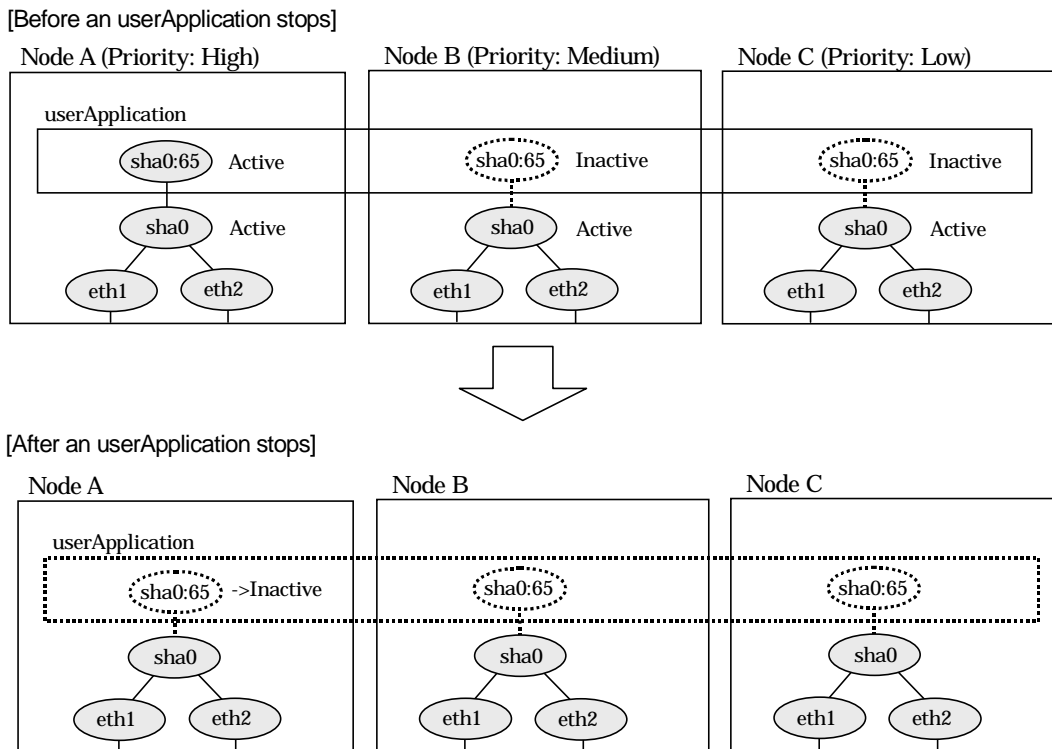 [Before an userApplication stops]
Node A (Priority: High)
Node B (Priority: Medium)
Node C (Priority: Low)
userApplication
sha0:65 Active
sha0:65 Inactive
sha0:65 Inactive
sha0 Active
sha0 Active
sha0 Active
eth1 eth2
eth1 eth2
eth1 eth2
[After an userApplication stops]
Node A
Node B
Node C
userApplication
sha0:65 ->Inactive
sha0:65
sha0:65
sha0
sha0
sha0
eth1 eth2
eth1 eth2
eth1 eth2